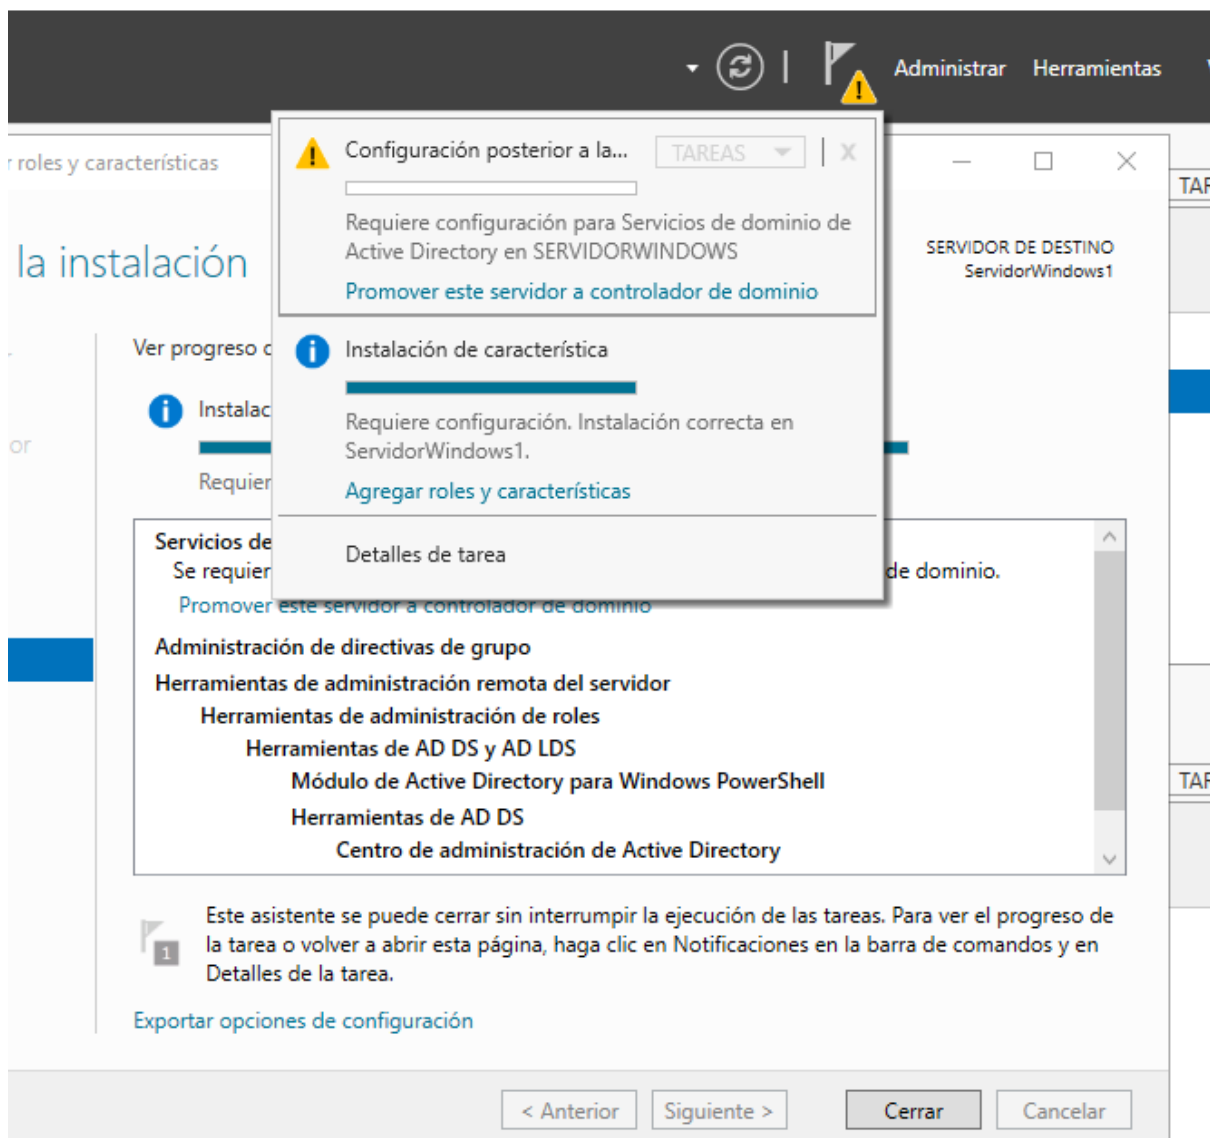 Administrar Herramientas
roles y características
Configuración posterior a la... TAREAS X
Requiere configuración para Servicios de dominio de
Active Directory en SERVIDORWINDOWS
Promover este servidor a controlador de dominio
Instalación de característica
Requiere configuración. Instalación correcta en
ServidorWindows1.
Agregar roles y características
Detalles de tarea
TAR
la instalación
SERVIDOR DE DESTINO
ServidorWindows1
Ver progreso
Instalac
or
Requier
Servicios de
Se requier de dominio.
Promover este servidor a controlador de dominio
Administración de directivas de grupo
Herramientas de administración remota del servidor
Herramientas de administración de roles
Herramientas de AD DS y AD LDS
Módulo de Active Directory para Windows PowerShell
TAR
Herramientas de AD DS
Centro de administración de Active Directory
1
Este asistente se puede cerrar sin interrumpir la ejecución de las tareas. Para ver el progreso de
la tarea o volver a abrir esta página, haga clic en Notificaciones en la barra de comandos y en
Detalles de la tarea.
Exportar opciones de configuración
< Anterior Siguiente > Cerrar Cancelar